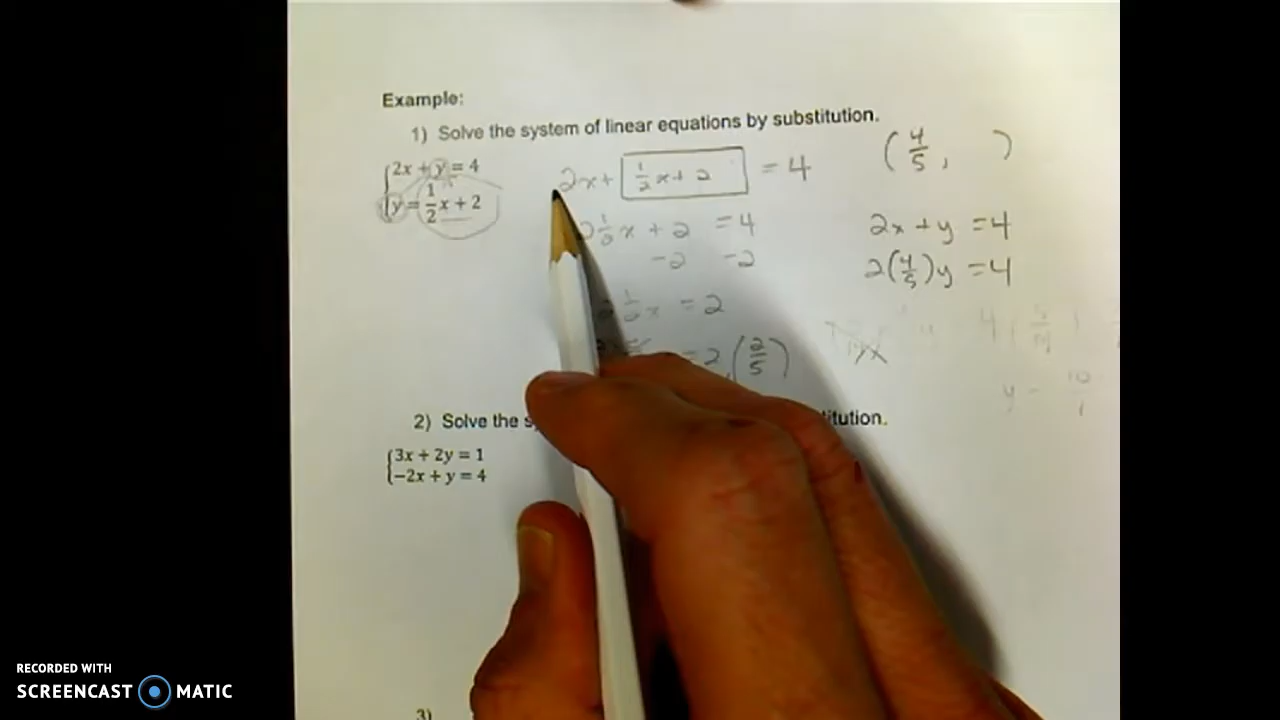 Example:
1) Solve the system of linear equations by substitution.
2x + y = 4
y = 1/2 x + 2
2x + 1/2 x + 2 = 4
2 1/2 x + 2 = 4
-2 -2
1/2 x = 2
= 2 (2/5)
(4/5, )
2x + y = 4
2(4/5) y = 4
2) Solve the
3x + 2y = 1
-2x + y = 4
3)
RECORDED WITH
SCREENCAST MATIC